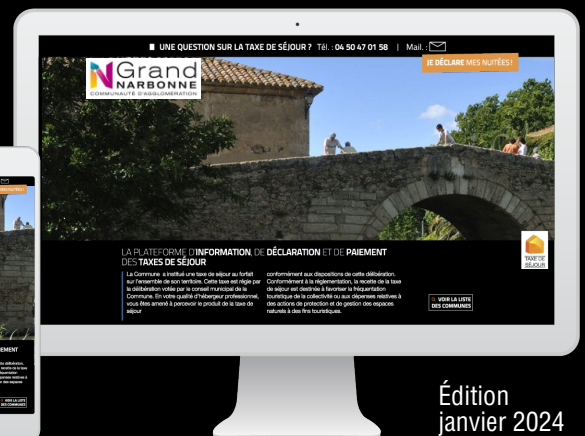 UNE QUESTION SUR LA TAXE DE SÉJOUR ? Tél. : 04 50 47 01 58 | Mail. :
JE DÉCLARE MES NUITÉES !
Grand
NARBONNE
COMMUNAUTÉ D'AGGLOMÉRATION
LA PLATEFORME D'INFORMATION, DE DÉCLARATION ET DE PAIEMENT
DES TAXES DE SÉJOUR
La Commune a institué une taxe de séjour au forfait
sur l'ensemble de son territoire. Cette taxe est régie par
la délibération votée par le conseil municipal de la
Commune. En votre qualité d'hébergeur professionnel,
vous êtes amené à percevoir le produit de la taxe de
séjour
conformément aux dispositions de cette délibération.
Conformément à la réglementation, la recette de la taxe
de séjour est destinée à favoriser la fréquentation
touristique de la collectivité ou aux dépenses relatives à
des actions de protection et de gestion des espaces
naturels à des fins touristiques.
TAXE DE
SÉJOUR
VOIR LA LISTE
DES COMMUNES
IEMENT
VOIR LA LISTE
DES COMMUNES
Édition
janvier 2024